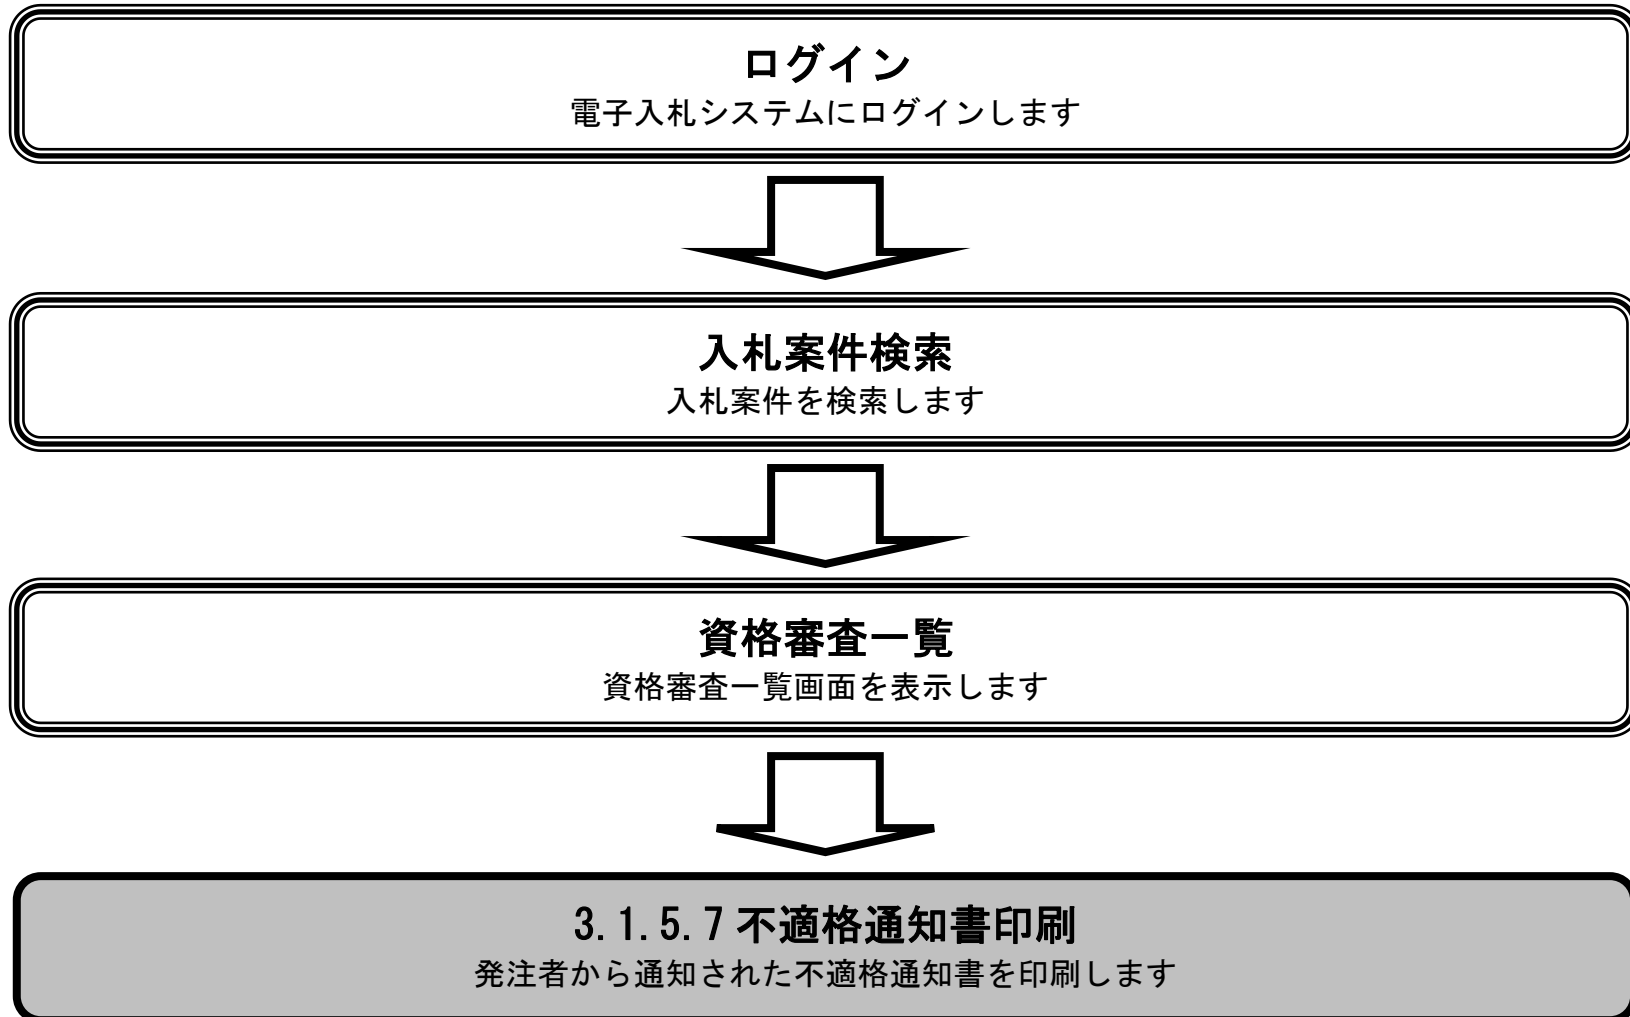 ログイン
電子入札システムにログインします
入札案件検索
入札案件を検索します
資格審査一覧
資格審査一覧画面を表示します
3.1.5.7 不適格通知書印刷
発注者から通知された不適格通知書を印刷します